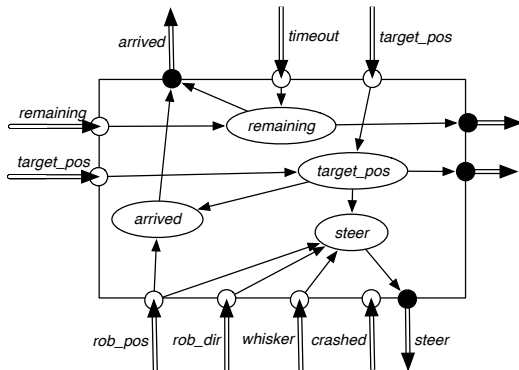 arrived
timeout
target_pos
remaining
remaining
target_pos
target_pos
arrived
steer
rob_pos
rob_dir
whisker
crashed
steer